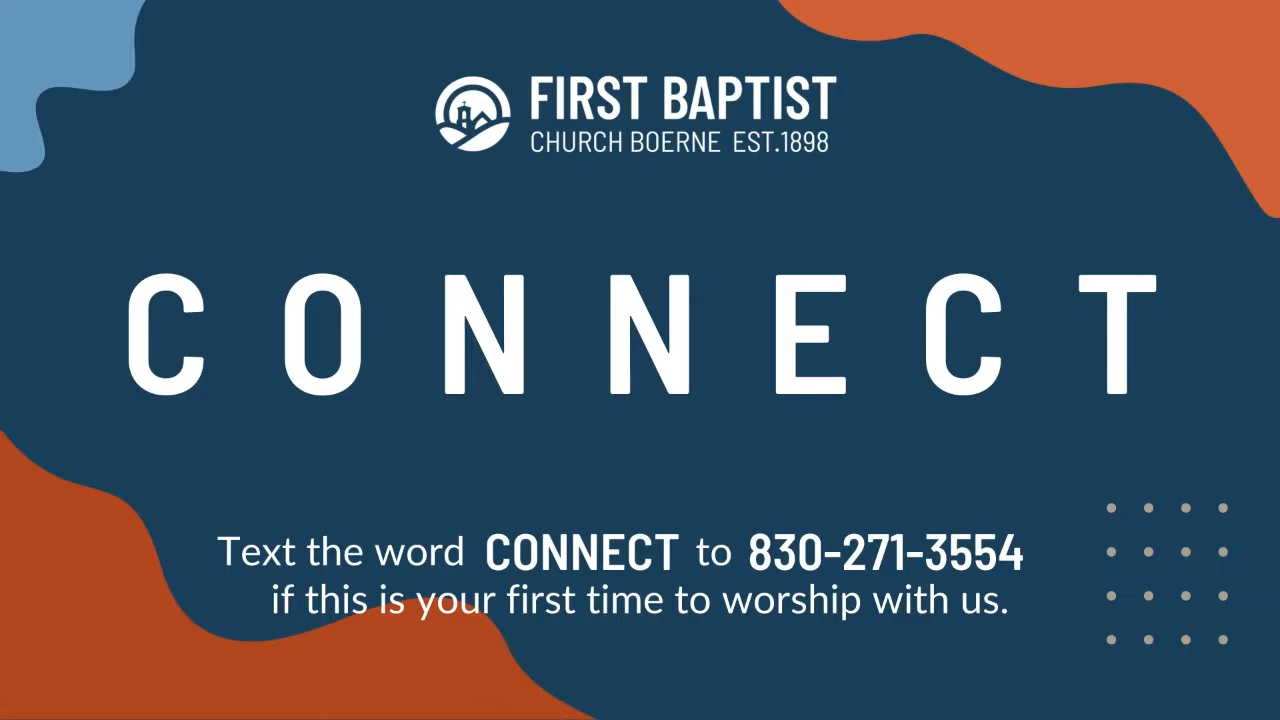 FIRST BAPTIST
CHURCH BOERNE EST.1898
CONNECT
Text the word CONNECT to 830-271-3554
if this is your first time to worship with us.